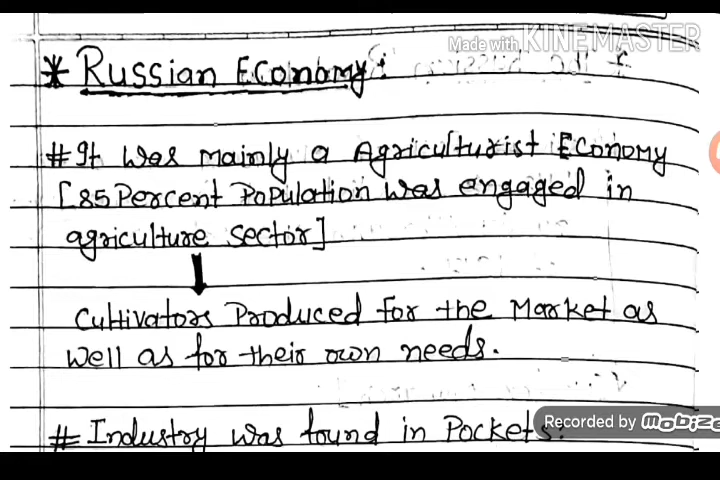 Made with KINEMASTER
* Russian Economy:
# It was mainly a Agriculturist Economy
[85 Percent Population was engaged in
agriculture sector]
Cultivators Produced for the Market as
well as for their own needs.
# Industry was found in Pockets:
Recorded by mobize